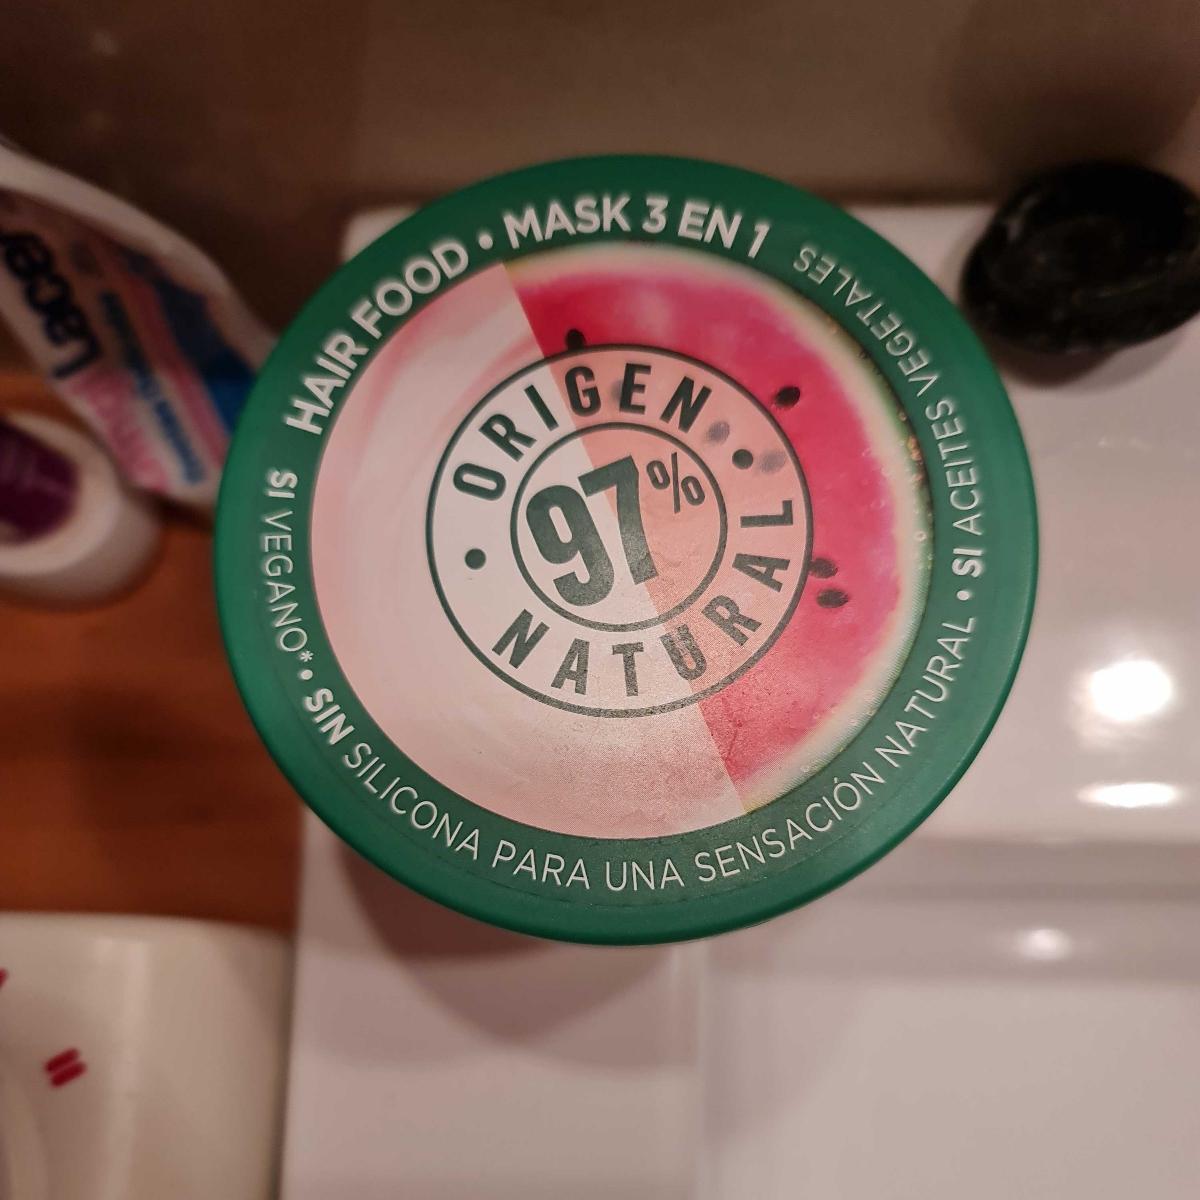 HAIR FOOD • MASK 3 EN 1
SI VEGANO* • SIN SILICONA PARA UNA SENSACIÓN NATURAL • SI ACEITES VEGETALES
ORIGEN • NATURAL •
97%
Lacer